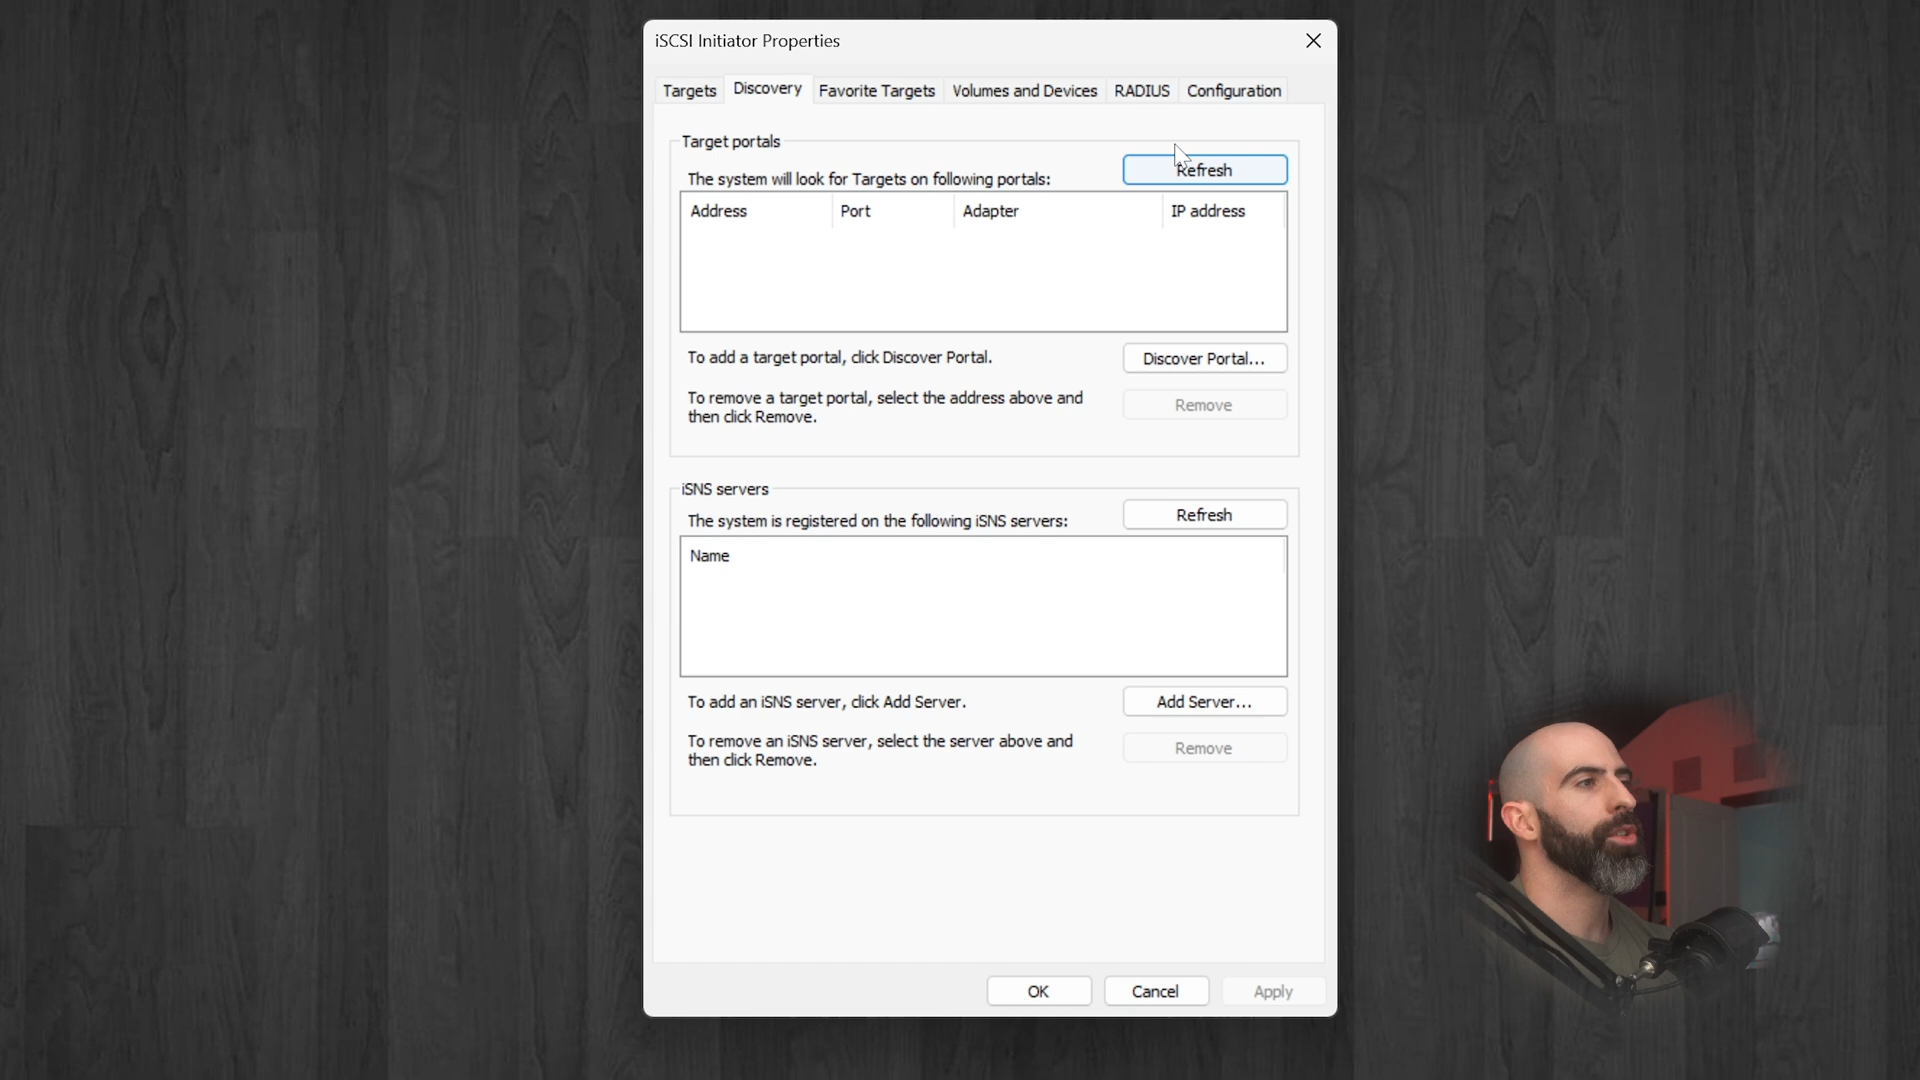 iSCSI Initiator Properties
Targets Discovery Favorite Targets Volumes and Devices RADIUS Configuration
Target portals
The system will look for Targets on following portals: Refresh
Address Port Adapter IP address
To add a target portal, click Discover Portal. Discover Portal...
To remove a target portal, select the address above and
then click Remove.
Remove
iSNS servers
The system is registered on the following iSNS servers: Refresh
Name
To add an iSNS server, click Add Server. Add Server...
To remove an iSNS server, select the server above and
then click Remove.
Remove
OK Cancel Apply